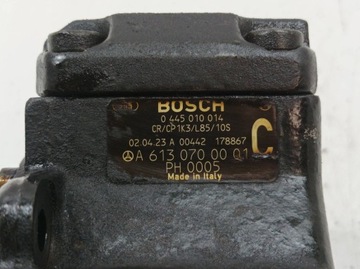 BOSCH
0 445 010 014
CR/CP1K3/L85/10S
02.04.23 A 00442 178867
A 613 070 00 01 C
PH 0005
Made in Italy